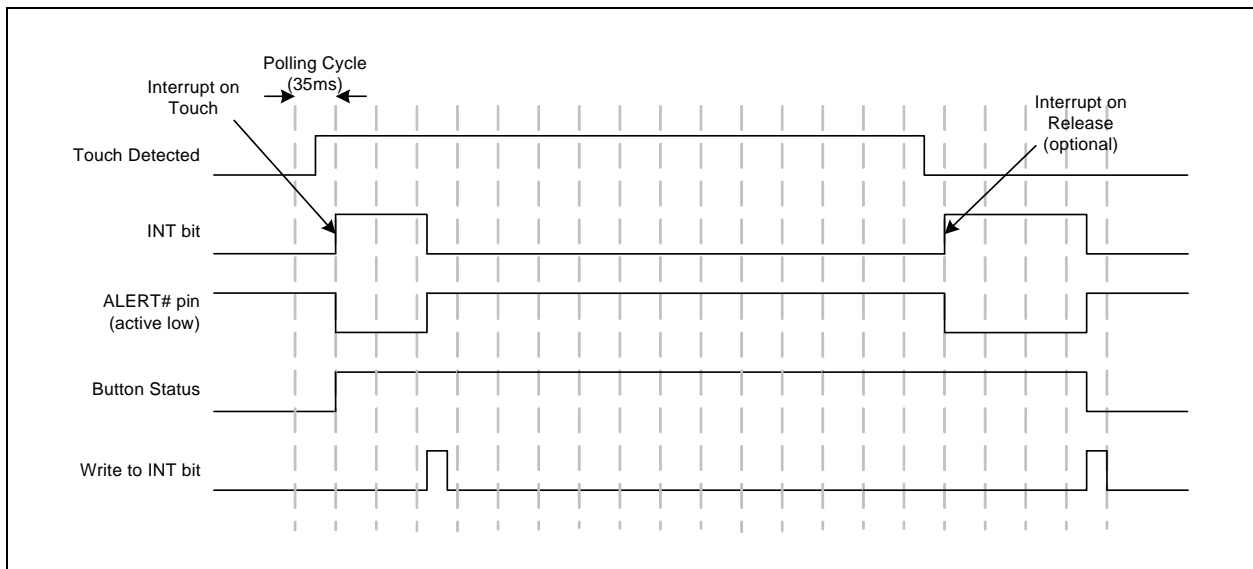 Polling Cycle
(35ms)
Interrupt on
Touch
Interrupt on
Release
(optional)
Touch Detected
INT bit
ALERT# pin
(active low)
Button Status
Write to INT bit